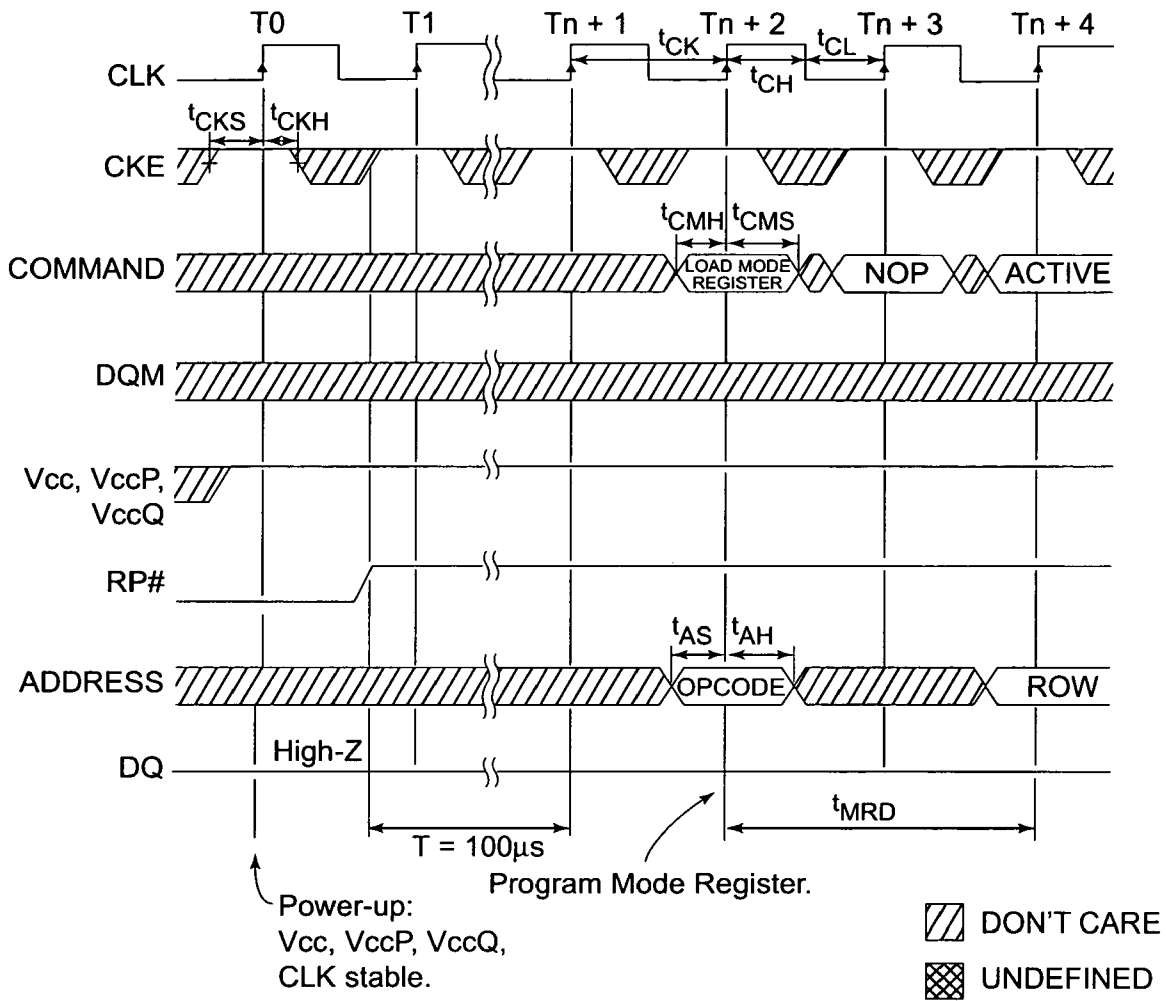 T0 T1 Tn + 1 Tn + 2 Tn + 3 Tn + 4
tCK tCL
CLK
tCH
tCKS tCKH
CKE
tCMH tCMS
COMMAND LOAD MODE REGISTER NOP ACTIVE
DQM
Vcc, VccP,
VccQ
RP#
tAS tAH
ADDRESS OPCODE ROW
High-Z
DQ
tMRD
T = 100μs
Program Mode Register.
Power-up:
Vcc, VccP, VccQ,
CLK stable.
DON'T CARE
UNDEFINED